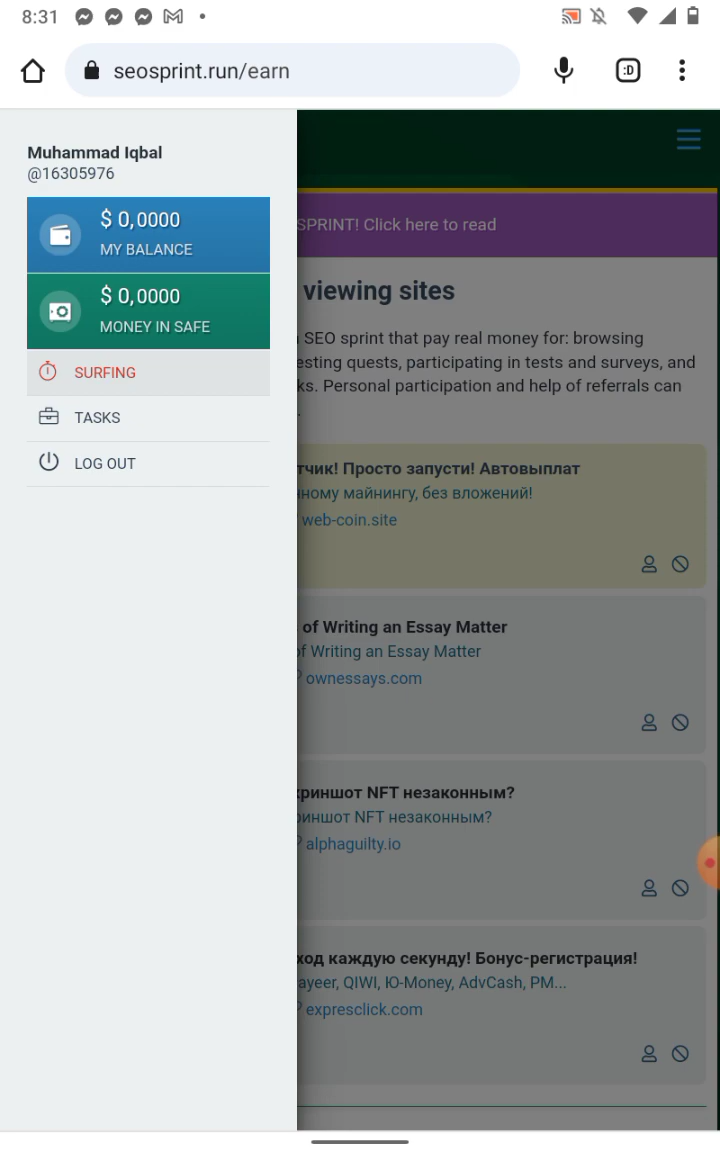 8:31
:D
seosprint.run/earn
Muhammad Iqbal
@16305976
$ 0,0000
MY BALANCE
$ 0,0000
MONEY IN SAFE
SURFING
TASKS
LOG OUT
SPRINT! Click here to read
viewing sites
SEO sprint that pay real money for: browsing
esting quests, participating in tests and surveys, and
ks. Personal participation and help of referrals can
.
тчик! Просто запусти! Автовыплат
нному майнингу, без вложений!
web-coin.site
of Writing an Essay Matter
of Writing an Essay Matter
ownessays.com
криншот NFT незаконным?
риншот NFT незаконным?
alphaguilty.io
ход каждую секунду! Бонус-регистрация!
ayeer, QIWI, Ю-Money, AdvCash, PM...
expresclick.com